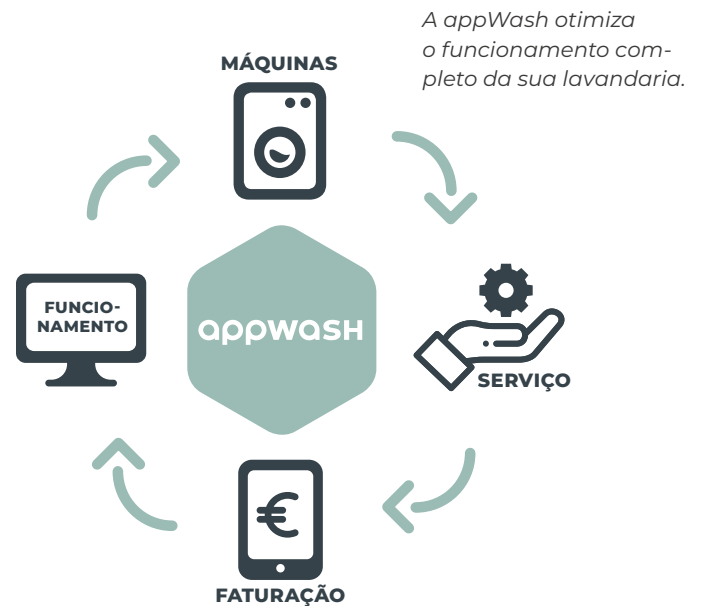 A appWash otimiza
o funcionamento com-
pleto da sua lavandaria.
MÁQUINAS
FUNCIO-
NAMENTO
appwasH
SERVIÇO
€
FATURAÇÃO